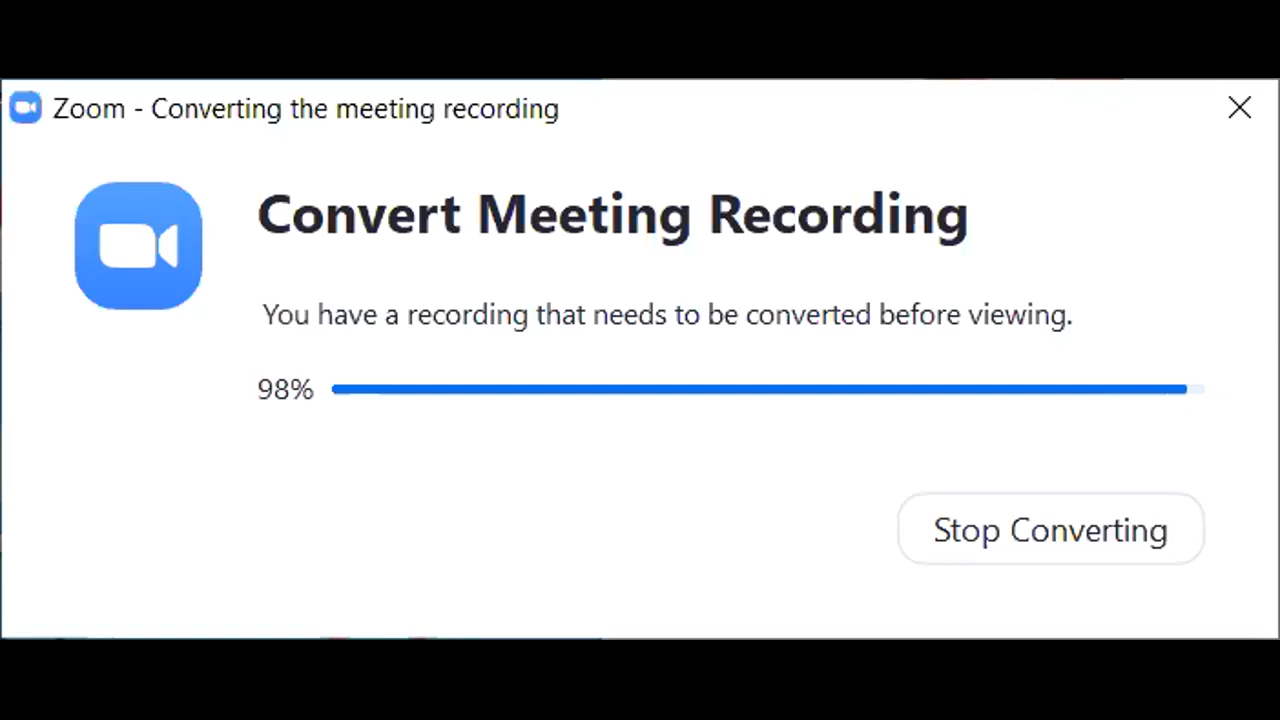 Zoom - Converting the meeting recording
Convert Meeting Recording
You have a recording that needs to be converted before viewing.
98%
Stop Converting